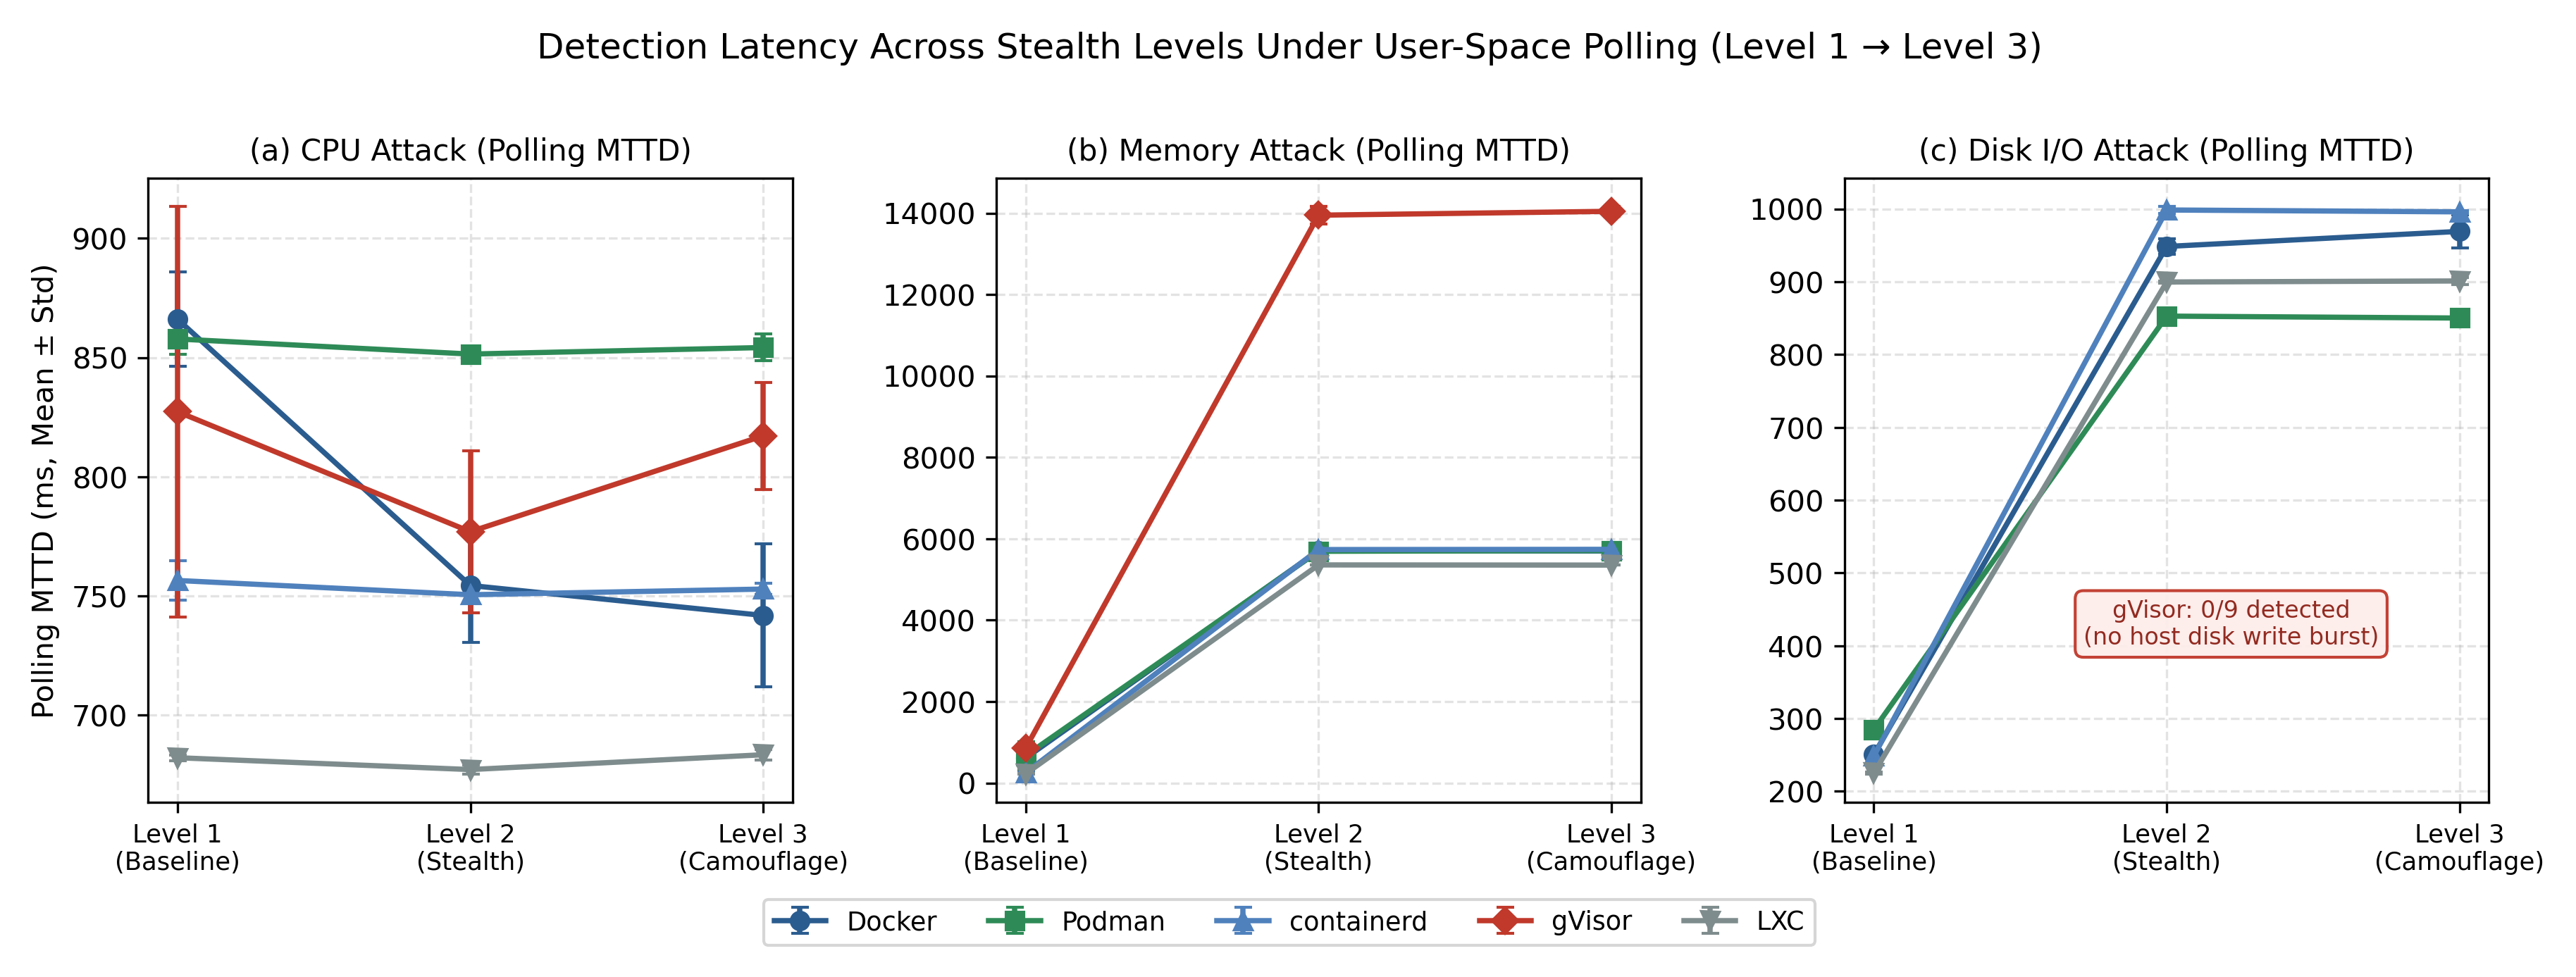 Detection Latency Across Stealth Levels Under User-Space Polling (Level 1 → Level 3)
(a) CPU Attack (Polling MTTD)
Polling MTTD (ms, Mean ± Std)
900
850
800
750
700
Level 1
(Baseline)
Level 2
(Stealth)
Level 3
(Camouflage)
(b) Memory Attack (Polling MTTD)
14000
12000
10000
8000
6000
4000
2000
0
Level 1
(Baseline)
Level 2
(Stealth)
Level 3
(Camouflage)
(c) Disk I/O Attack (Polling MTTD)
1000
900
800
700
600
500
400
300
200
gVisor: 0/9 detected
(no host disk write burst)
Level 1
(Baseline)
Level 2
(Stealth)
Level 3
(Camouflage)
Docker
Podman
containerd
gVisor
LXC